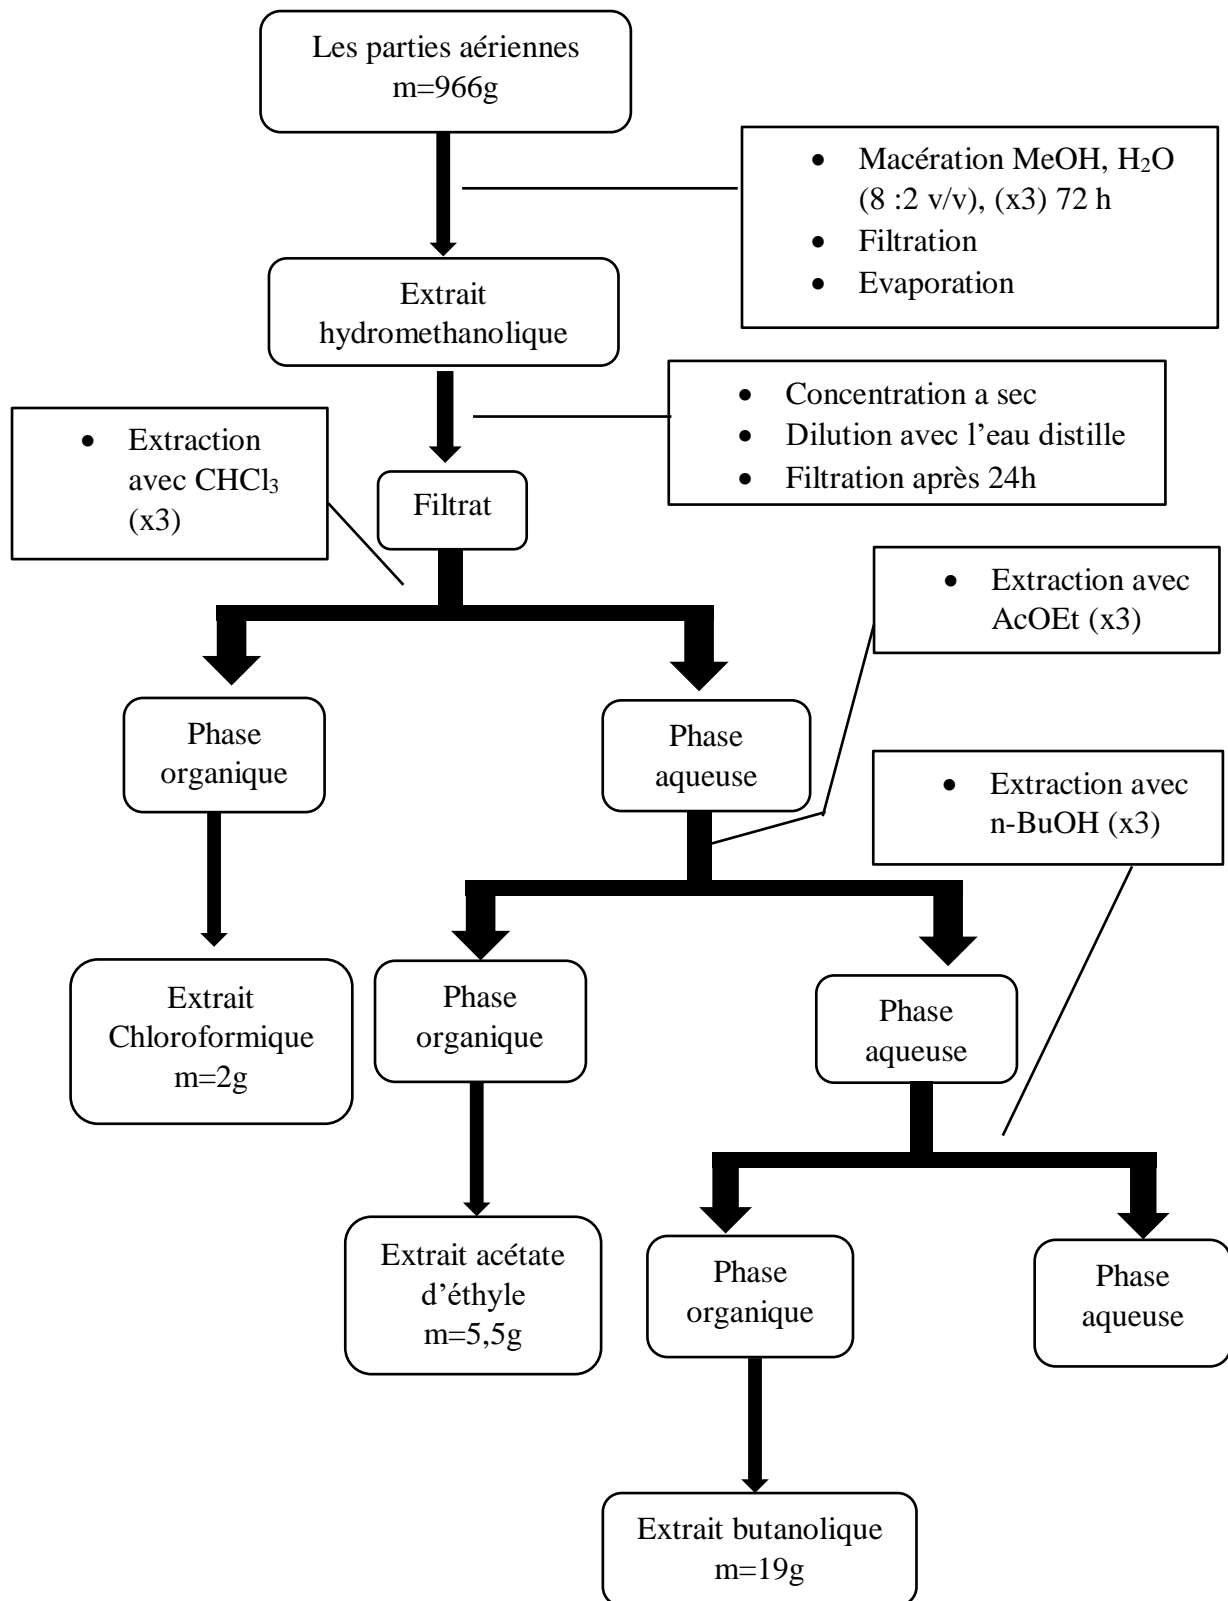 Les parties aériennes
m=966g
• Macération MeOH, H₂O
(8 :2 v/v), (x3) 72 h
• Filtration
• Evaporation
Extrait
hydromethanolique
• Concentration a sec
• Dilution avec l’eau distille
• Filtration après 24h
• Extraction
avec CHCl₃
(x3)
Filtrat
• Extraction avec
AcOEt (x3)
Phase
organique
Phase
aqueuse
• Extraction avec
n-BuOH (x3)
Extrait
Chloroformique
m=2g
Phase
organique
Phase
aqueuse
Extrait acétate
d’éthyle
m=5,5g
Phase
organique
Phase
aqueuse
Extrait butanolique
m=19g